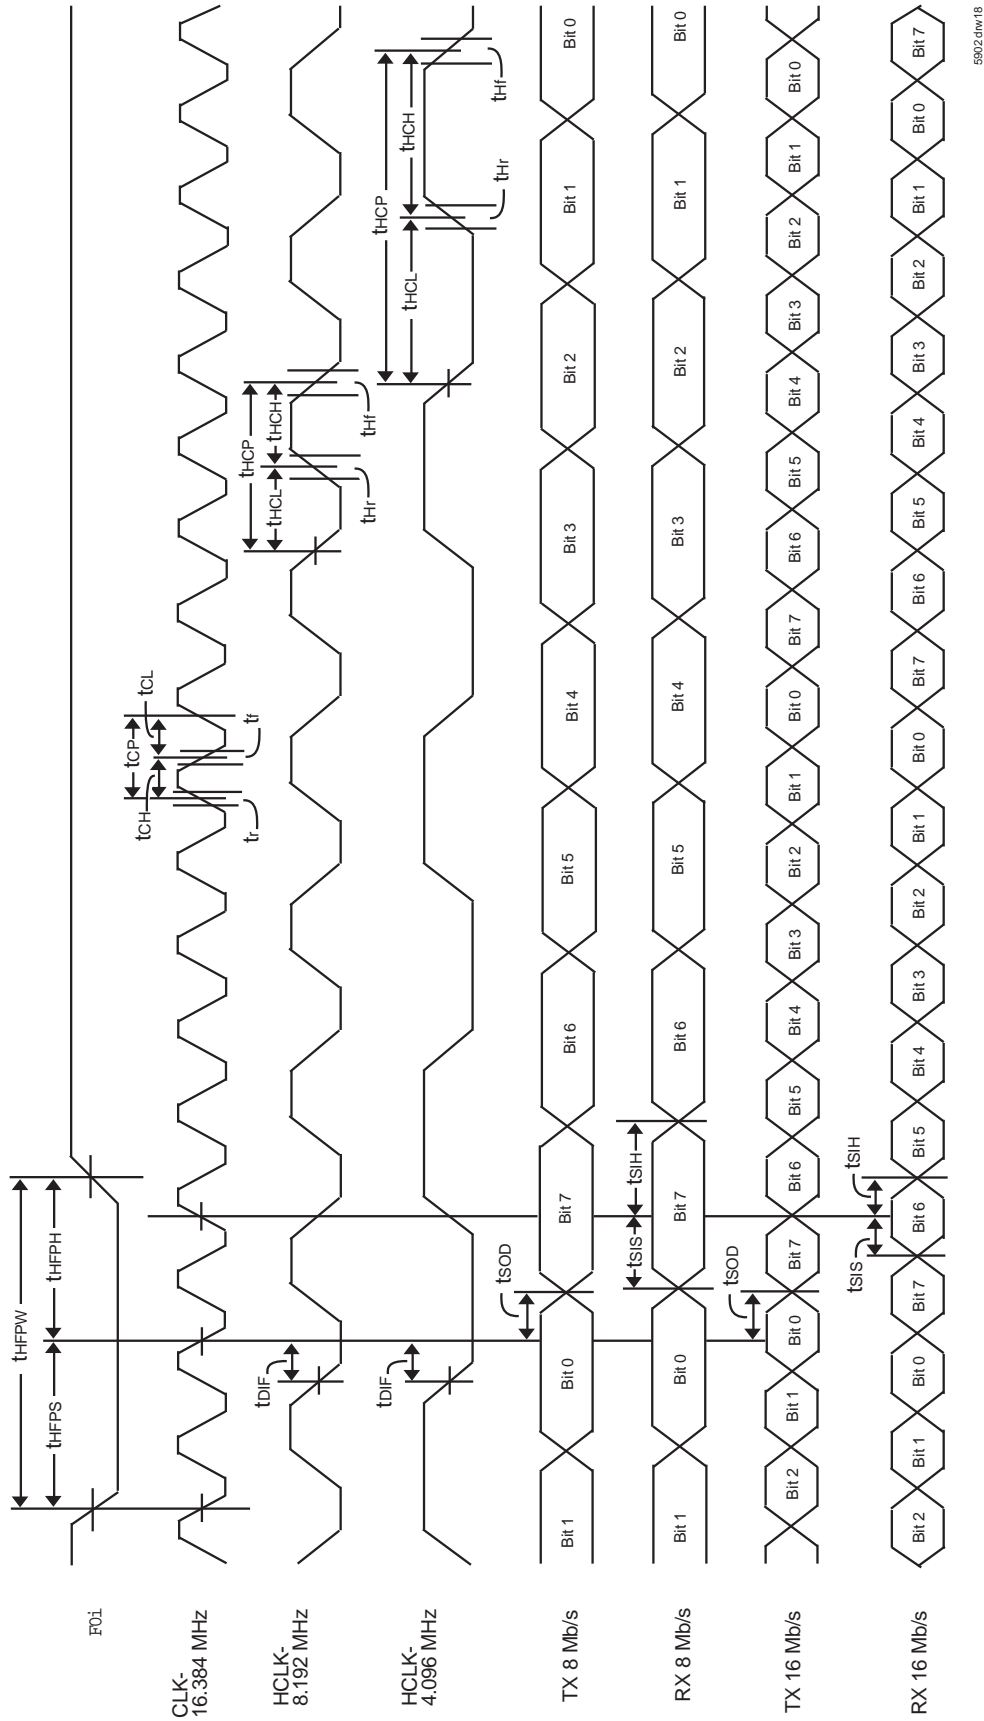 tHFPW
tHFPS tHFPH
F0i
tCH tCP tCL
CLK-
16.384 MHz
tr tf
tHCP
tDIF tHCL tHCH
HCLK-
8.192 MHz
tHr tHf
tHCP
tDIF tHCL tHCH
HCLK-
4.096 MHz
tHr tHf
tSOD
TX 8 Mb/s Bit 1 Bit 0 Bit 7 Bit 6 Bit 5 Bit 4 Bit 3 Bit 2 Bit 1 Bit 0
tSIS tSIH
RX 8 Mb/s Bit 1 Bit 0 Bit 7 Bit 6 Bit 5 Bit 4 Bit 3 Bit 2 Bit 1 Bit 0
tSOD
TX 16 Mb/s Bit 2 Bit 1 Bit 0 Bit 7 Bit 6 Bit 5 Bit 4 Bit 3 Bit 2 Bit 1 Bit 0 Bit 7 Bit 6 Bit 5 Bit 4 Bit 3 Bit 2 Bit 1 Bit 0
tSIS tSIH
RX 16 Mb/s Bit 2 Bit 1 Bit 0 Bit 7 Bit 6 Bit 5 Bit 4 Bit 3 Bit 2 Bit 1 Bit 0 Bit 7 Bit 6 Bit 5 Bit 4 Bit 3 Bit 2 Bit 1 Bit 0 Bit 7
5902 drw18